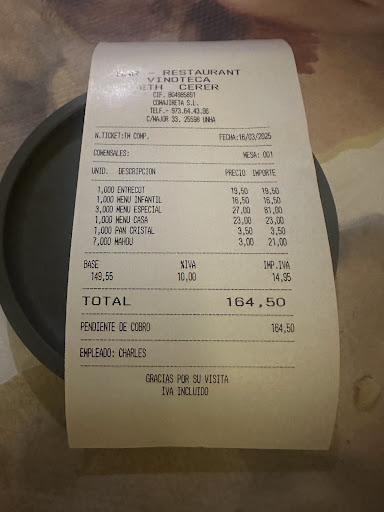 BAR - RESTAURANT
VINOTECA
ETH CERER
CIF. B04985851
COMAJIRETA S.L.
TELF.- 973.64.43.96
C/MAJOR 33. 25598 UNHA
N.TICKET:TH COMP. FECHA:16/03/2025
COMENSALES: MESA: 001
UNID. DESCRIPCION PRECIO IMPORTE
1,000 ENTRECOT 19,50 19,50
1,000 MENU INFANTIL 16,50 16,50
3,000 MENU ESPECIAL 27,00 81,00
1,000 MENU CASA 23,00 23,00
1,000 PAN CRISTAL 3,50 3,50
7,000 MAHOU 3,00 21,00
BASE %IVA IMP.IVA
149,55 10,00 14,95
TOTAL 164,50
PENDIENTE DE COBRO 164,50
EMPLEADO: CHARLES
GRACIAS POR SU VISITA
IVA INCLUIDO